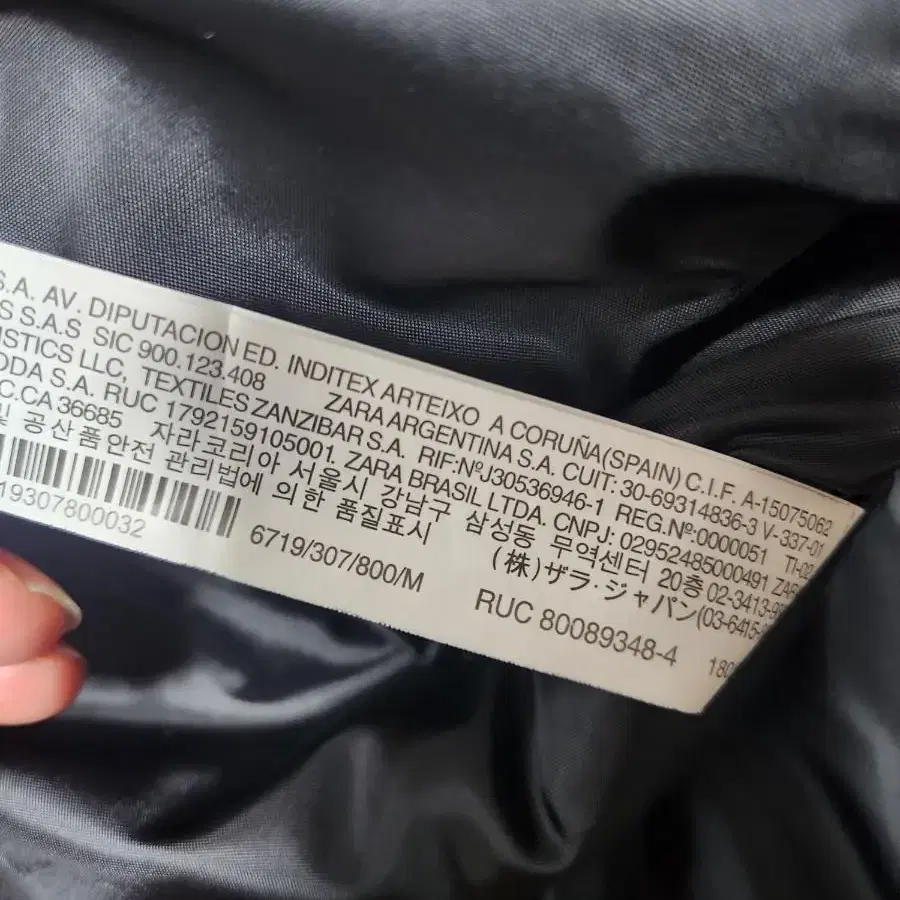 S.A. AV. DIPUTACION ED. INDITEX ARTEIXO A CORUÑA(SPAIN) C.I.F. A-15075062
S S.A.S SIC 900.123.408 ZARA ARGENTINA S.A. CUIT: 30-69314836-3 V-337-01
ISTICS LLC, TEXTILES ZANZIBAR S.A. RIF:NºJ30536946-1 REG.Nº:0000051 TI-02
ODA S.A. RUC 1792159105001. ZARA BRASIL LTDA. CNPJ: 02952485000491
C.CA 36685 자라코리아 서울시 강남구 삼성동 무역센터 20층 02-3413-
및 공산품안전 관리법에 의한 품질표시 (株)ザラ・ジャパン(03-6415-
19307800032 6719/307/800/M RUC 80089348-4 180